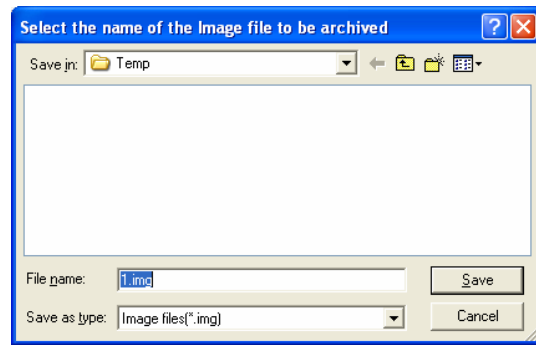 Select the name of the Image file to be archived
Save in: Temp
File name: 1.img
Save
Save as type: Image files(*.img)
Cancel